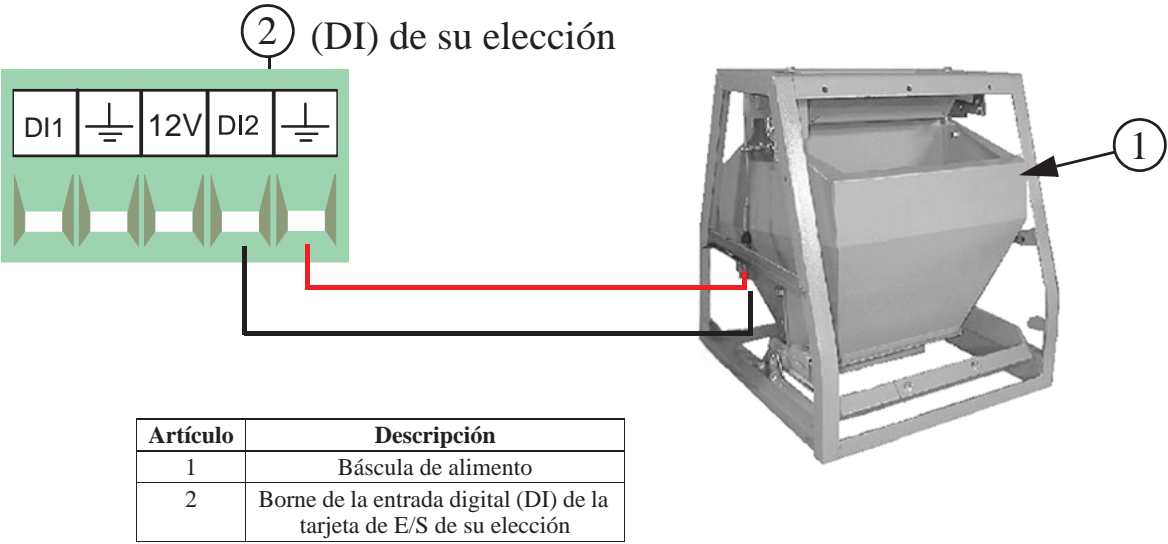 2 (DI) de su elección
DI1 12V DI2
1
Artículo Descripción
1 Báscula de alimento
2 Borne de la entrada digital (DI) de la
tarjeta de E/S de su elección